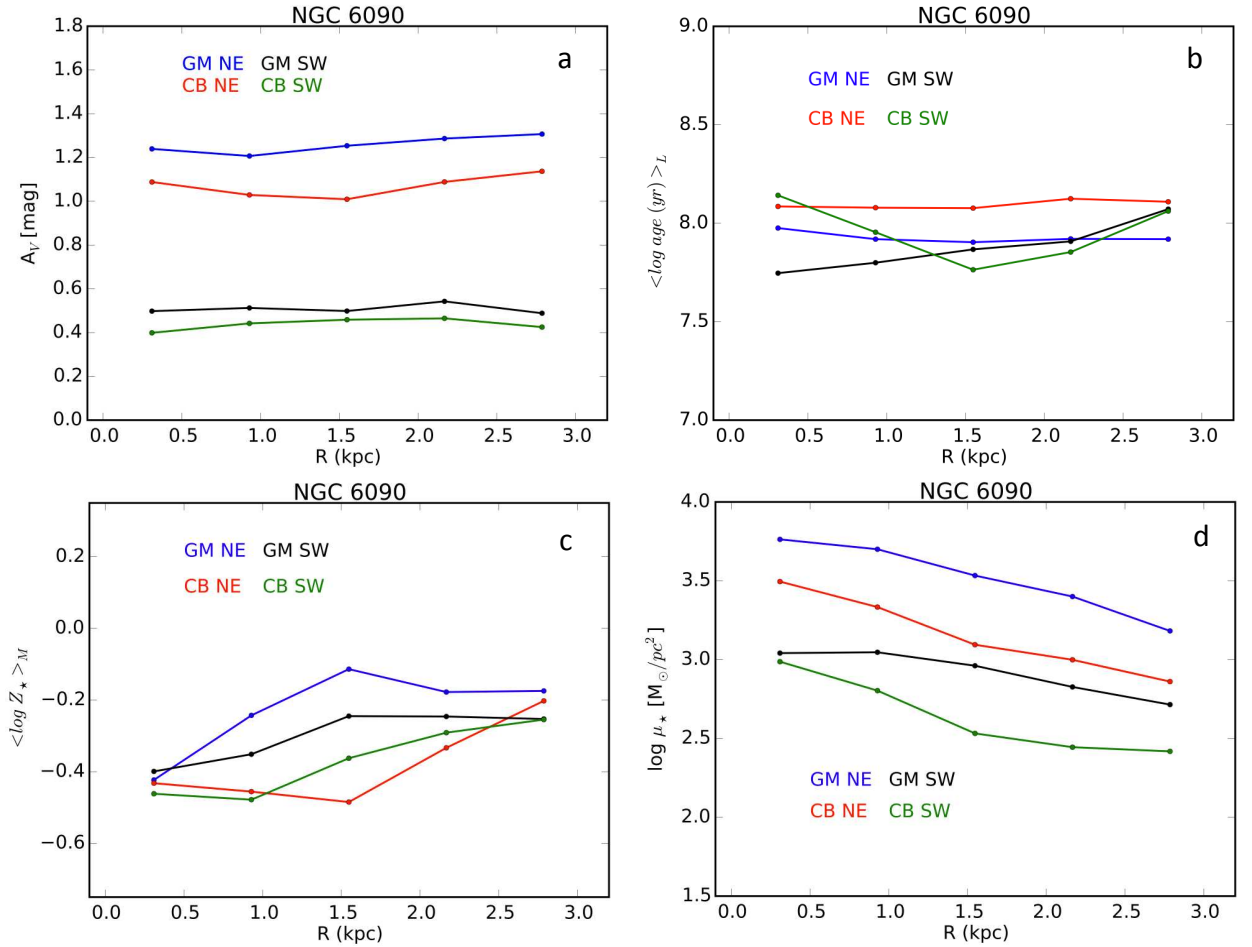 NGC 6090
a
GM NE GM SW
CB NE CB SW
1.8
1.6
1.4
1.2
1.0
0.8
0.6
0.4
0.2
0.0
A_V [mag]
0.0 0.5 1.0 1.5 2.0 2.5 3.0
R (kpc)
NGC 6090
b
GM NE GM SW
CB NE CB SW
9.0
8.5
8.0
7.5
7.0
<log age (yr) >_L
0.0 0.5 1.0 1.5 2.0 2.5 3.0
R (kpc)
NGC 6090
c
GM NE GM SW
CB NE CB SW
0.2
0.0
−0.2
−0.4
−0.6
<log Z_⋆ >_M
0.0 0.5 1.0 1.5 2.0 2.5 3.0
R (kpc)
NGC 6090
d
4.0
3.5
3.0
2.5
2.0
1.5
log μ_⋆ [M_⊙/pc²]
GM NE GM SW
CB NE CB SW
0.0 0.5 1.0 1.5 2.0 2.5 3.0
R (kpc)